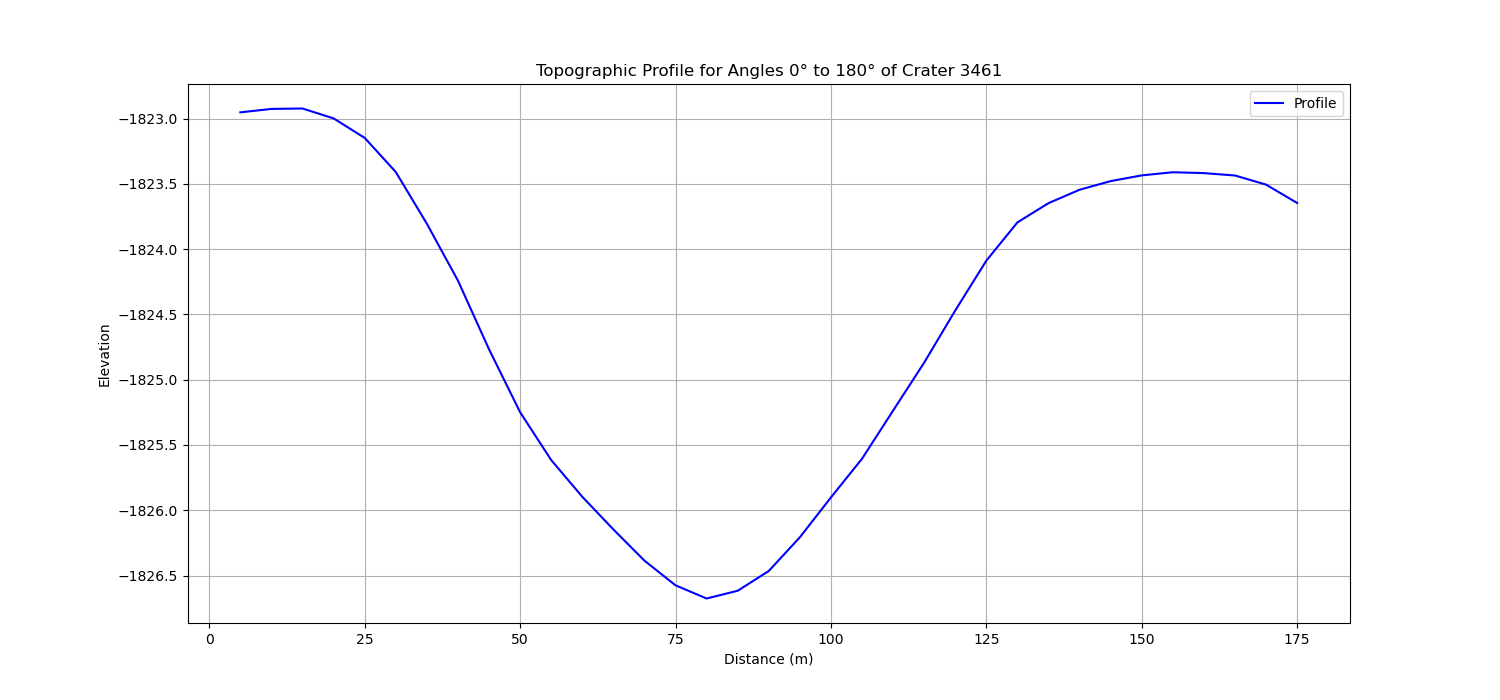 Topographic Profile for Angles 0° to 180° of Crater 3461
Profile
−1823.0
−1823.5
−1824.0
−1824.5
−1825.0
−1825.5
−1826.0
−1826.5
Elevation
0 25 50 75 100 125 150 175
Distance (m)